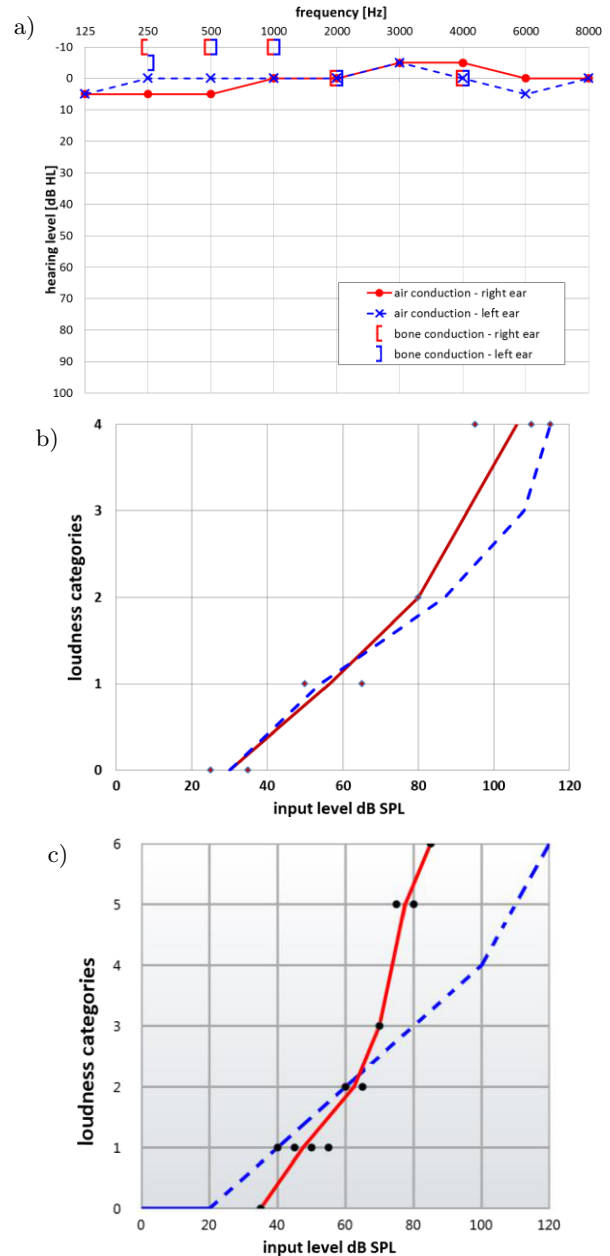 a)
frequency [Hz]
125 250 500 1000 2000 3000 4000 6000 8000
-10
0
10
20
30
40
50
60
70
80
90
100
hearing level [dB HL]
air conduction - right ear
air conduction - left ear
bone conduction - right ear
bone conduction - left ear
b)
4
3
2
1
0
loudness categories
0 20 40 60 80 100 120
input level dB SPL
c)
6
5
4
3
2
1
0
loudness categories
0 20 40 60 80 100 120
input level dB SPL